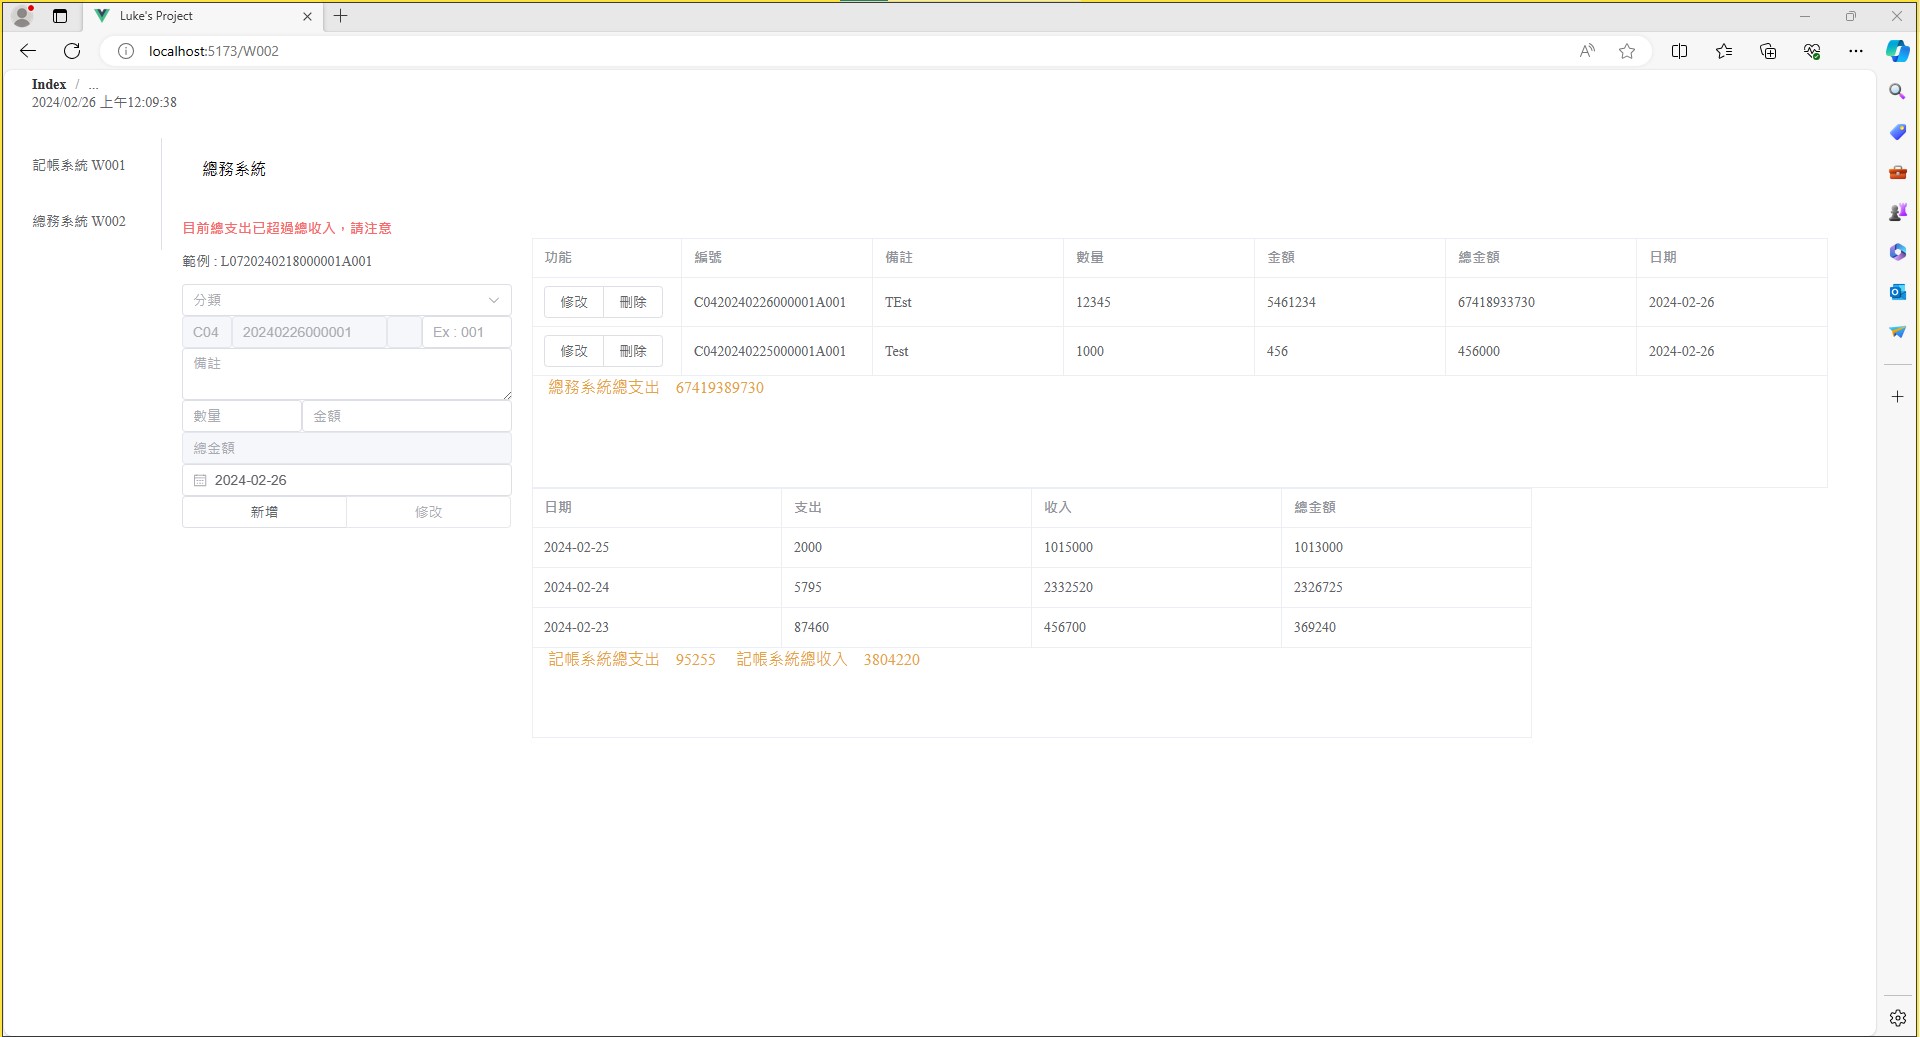 Luke's Project
localhost:5173/W002
Index / ...
2024/02/26 上午12:09:38
記帳系統 W001
總務系統 W002
總務系統
目前總支出已超過總收入，請注意
範例 : L0720240218000001A001
分類
C04 20240226000001 Ex : 001
備註
數量 金額
總金額
2024-02-26
新增 修改
功能 編號 備註 數量 金額 總金額 日期
修改 刪除 C0420240226000001A001 TEst 12345 5461234 67418933730 2024-02-26
修改 刪除 C0420240225000001A001 Test 1000 456 456000 2024-02-26
總務系統總支出 67419389730
日期 支出 收入 總金額
2024-02-25 2000 1015000 1013000
2024-02-24 5795 2332520 2326725
2024-02-23 87460 456700 369240
記帳系統總支出 95255 記帳系統總收入 3804220